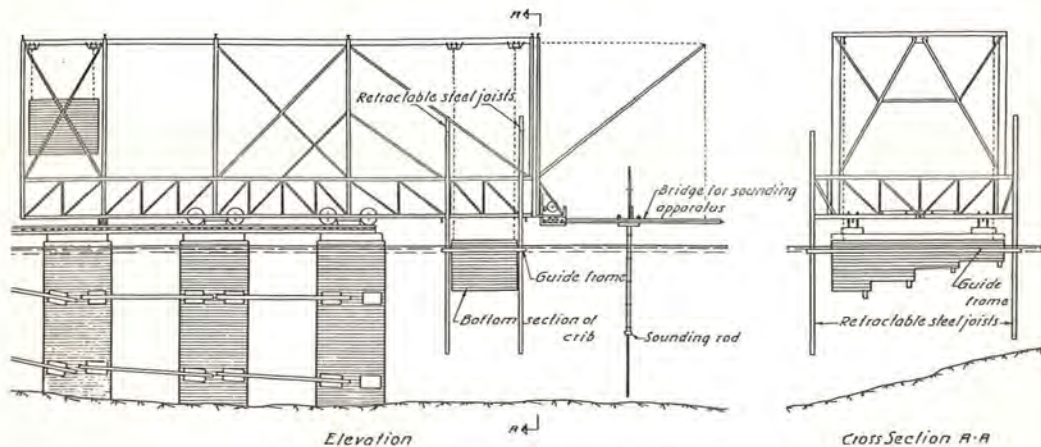 A
Retractable steel joists
Bridge for sounding
apparatus
Guide frame
Bottom section of
crib
Sounding rod
A
Elevation
Guide
frame
Retractable steel joists
Cross Section A-A